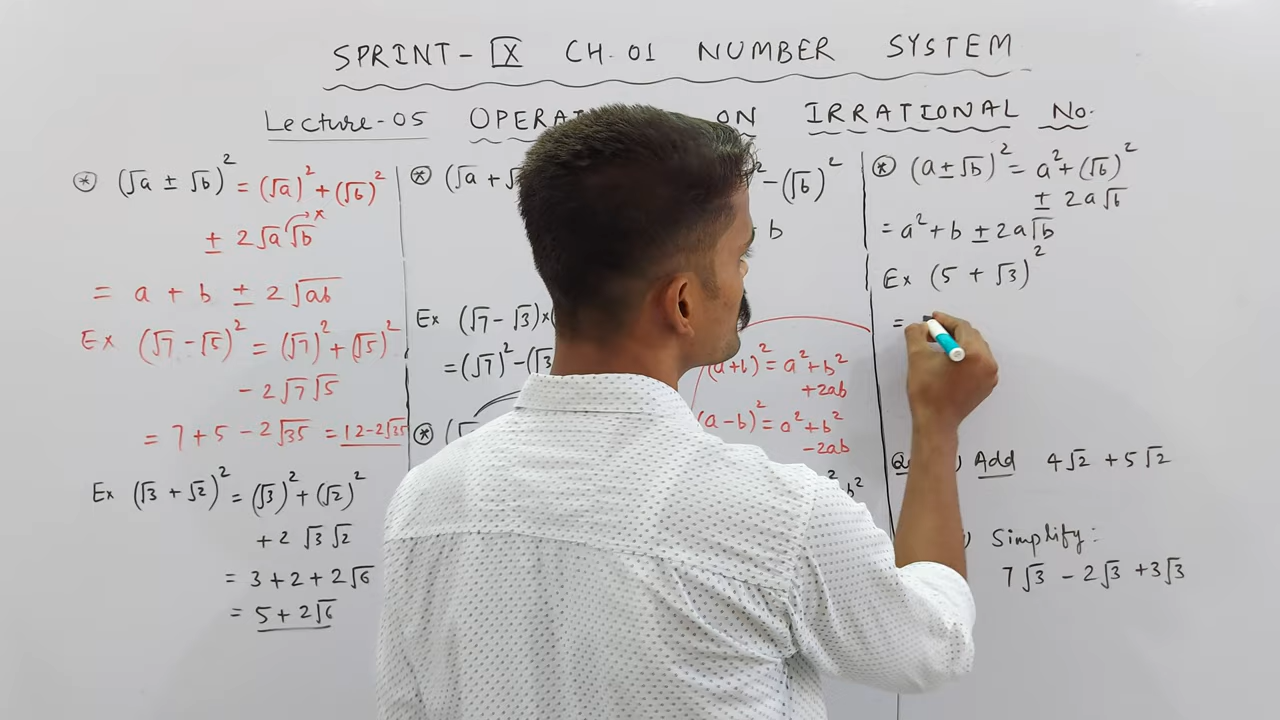 SPRINT-IX CH.01 NUMBER SYSTEM
Lecture-05 ON IRRATIONAL No.
⊛ (√a ± √b)² = (√a)² + (√b)²
± 2√a√b
= a + b ± 2√ab
Ex (√7 - √5)² = (√7)² + (√5)²
- 2√7√5
= 7 + 5 - 2√35 = 12-2√35
Ex (√3 + √2)² = (√3)² + (√2)²
+ 2 √3 √2
= 3 + 2 + 2√6
= 5 + 2√6
⊛ (√a +
- (√b)²
b
Ex (√7 - √3)×
= (√7)² - (√3
⊛
(a+b)² = a² + b²
+2ab
(a-b)² = a² + b²
-2ab
b²
⊛ (a ± √b)² = a² + (√b)²
± 2a√b
= a² + b ± 2a√b
Ex (5 + √3)²
=
Add 4√2 + 5√2
Simplify:
7√3 - 2√3 + 3√3